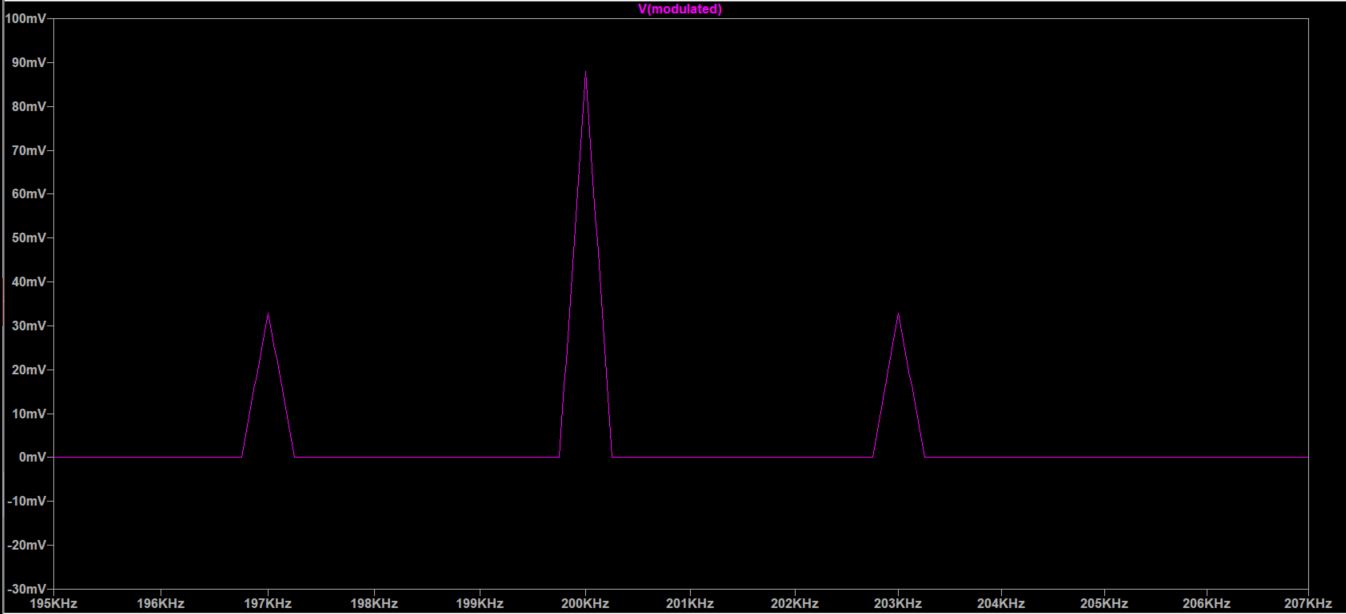 V(modulated)
100mV
90mV
80mV
70mV
60mV
50mV
40mV
30mV
20mV
10mV
0mV
-10mV
-20mV
-30mV
195KHz 196KHz 197KHz 198KHz 199KHz 200KHz 201KHz 202KHz 203KHz 204KHz 205KHz 206KHz 207KHz